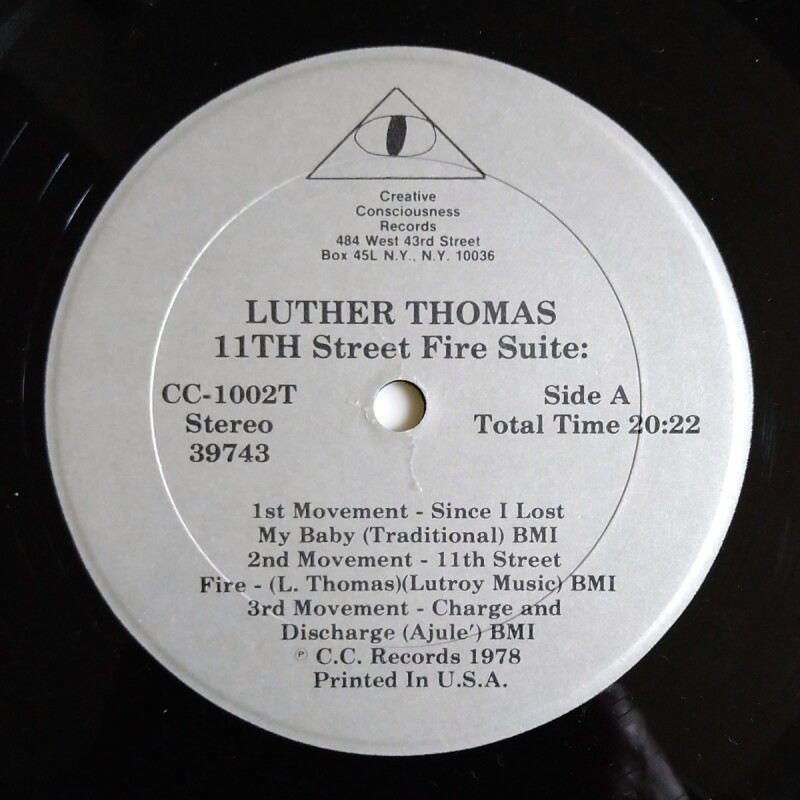 Creative
Consciousness
Records
484 West 43rd Street
Box 45L N.Y., N.Y. 10036
LUTHER THOMAS
11TH Street Fire Suite:
CC-1002T
Stereo
39743
Side A
Total Time 20:22
1st Movement - Since I Lost
My Baby (Traditional) BMI
2nd Movement - 11th Street
Fire - (L. Thomas)(Lutroy Music) BMI
3rd Movement - Charge and
Discharge (Ajule') BMI
℗ C.C. Records 1978
Printed In U.S.A.